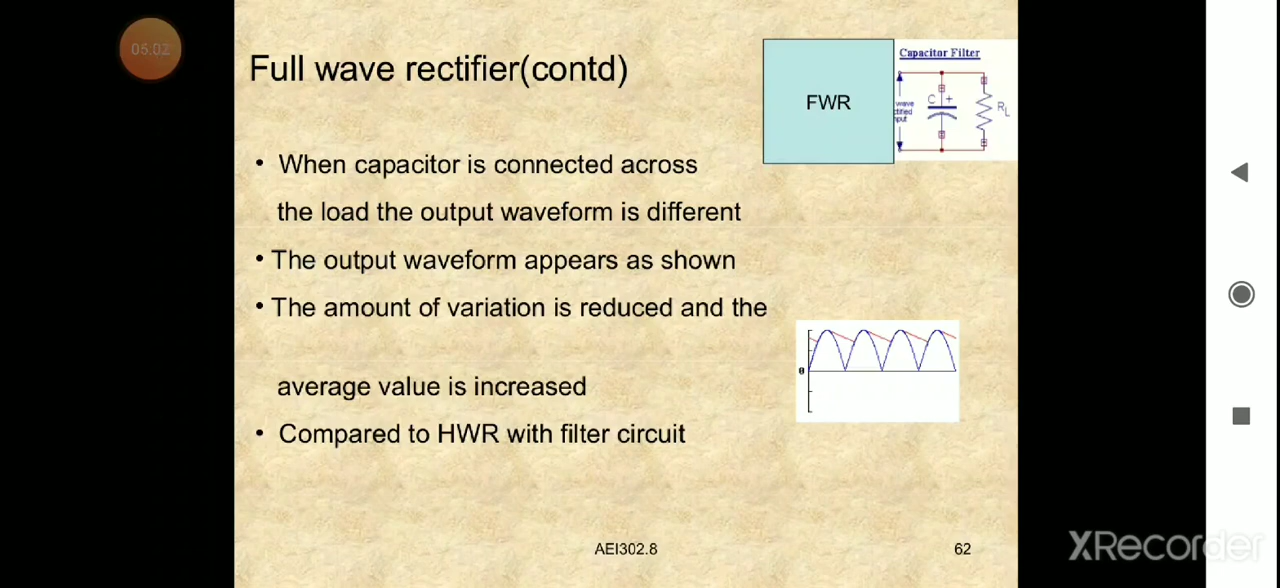 05:02
Full wave rectifier(contd)
FWR
Capacitor Filter
wave
C +
R L
• When capacitor is connected across
the load the output waveform is different
• The output waveform appears as shown
• The amount of variation is reduced and the
0
average value is increased
• Compared to HWR with filter circuit
AEI302.8
62
XRecorder